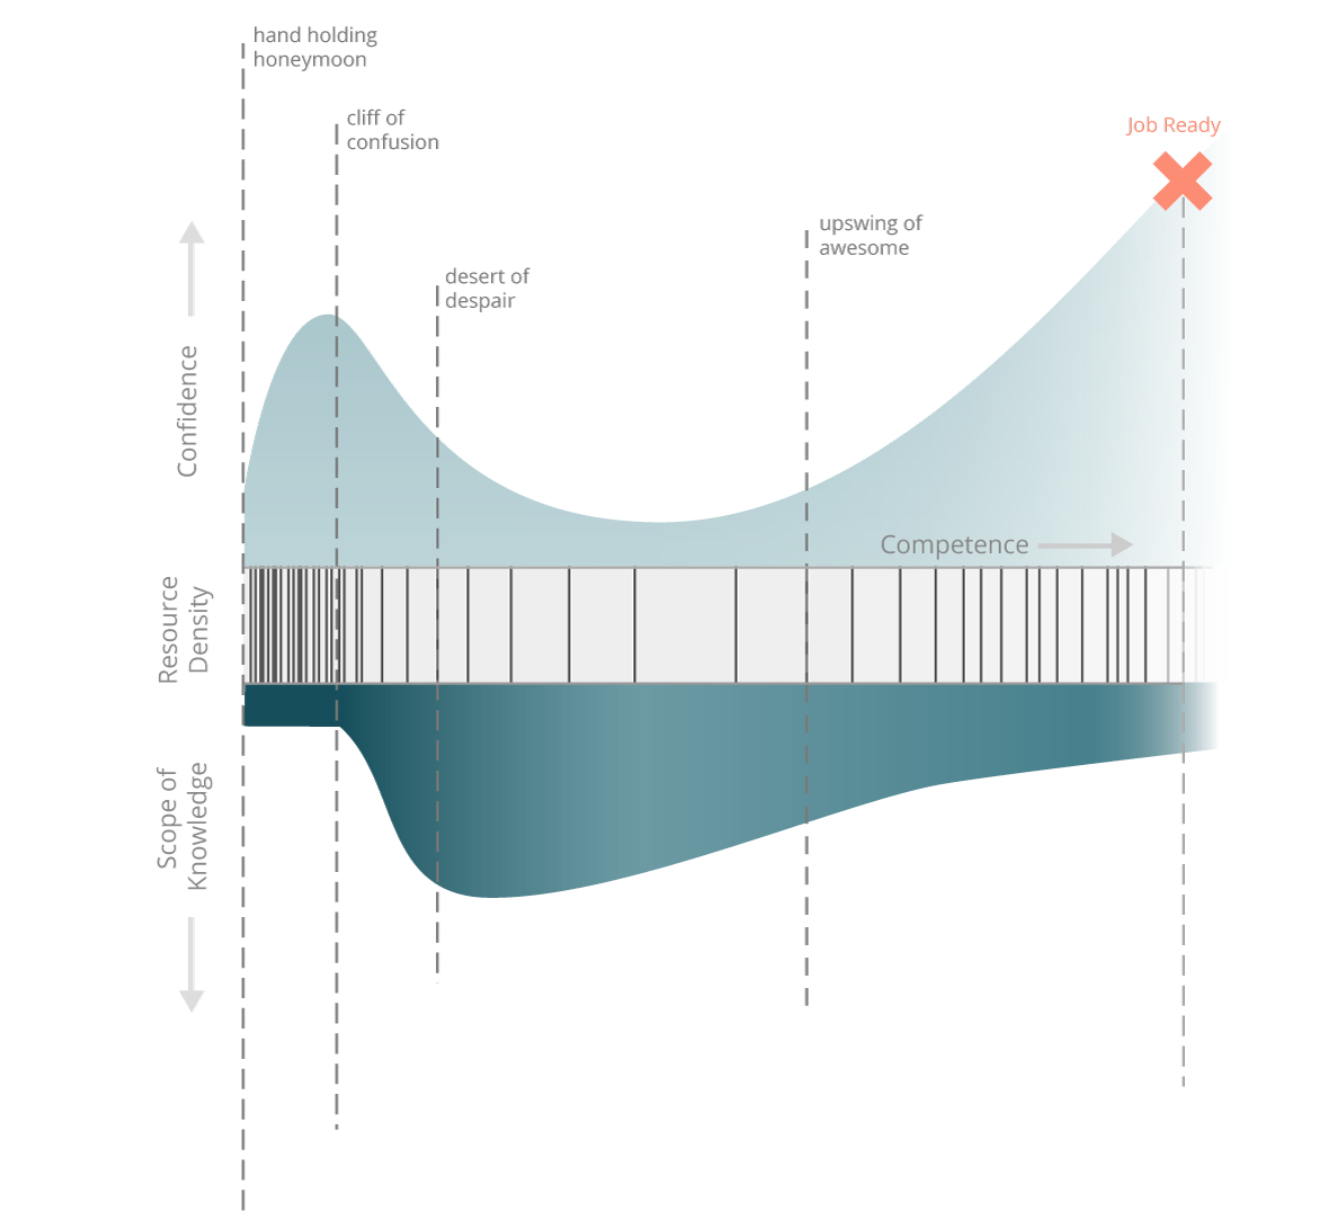 hand holding
honeymoon
cliff of
confusion
Job Ready
upswing of
awesome
desert of
despair
Confidence
Competence
Resource
Density
Scope of
Knowledge